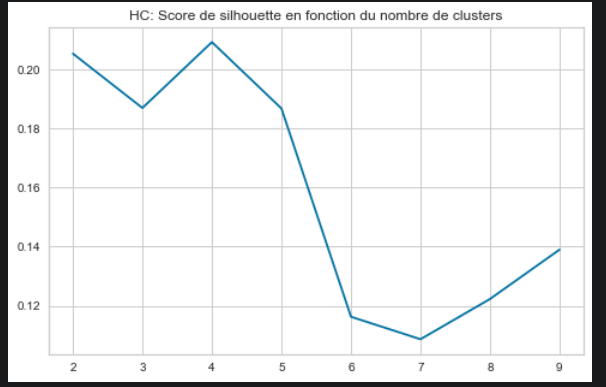 HC: Score de silhouette en fonction du nombre de clusters
0.20
0.18
0.16
0.14
0.12
2 3 4 5 6 7 8 9